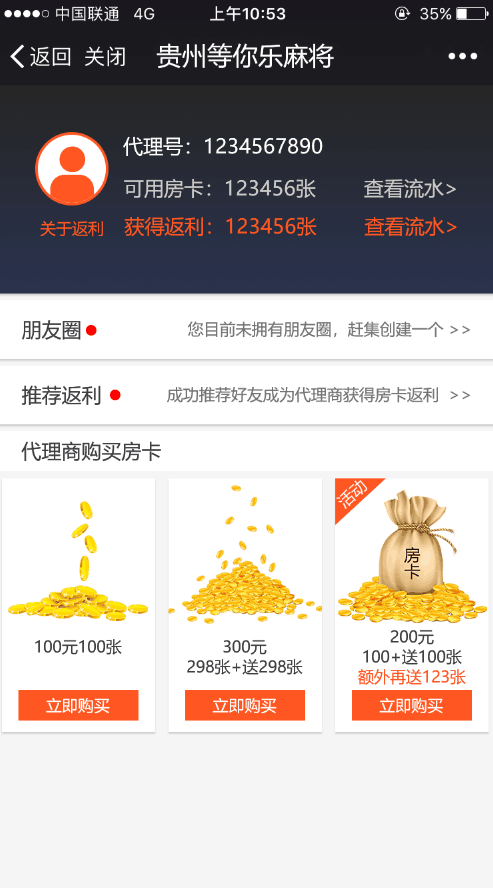 中国联通 4G 上午10:53 35%
返回 关闭 贵州等你乐麻将
代理号：1234567890
可用房卡：123456张 查看流水>
关于返利 获得返利：123456张 查看流水>
朋友圈 您目前未拥有朋友圈，赶集创建一个 >>
推荐返利 成功推荐好友成为代理商获得房卡返利 >>
代理商购买房卡
活动
房
卡
100元100张
300元
298张+送298张
200元
100+送100张
额外再送123张
立即购买 立即购买 立即购买